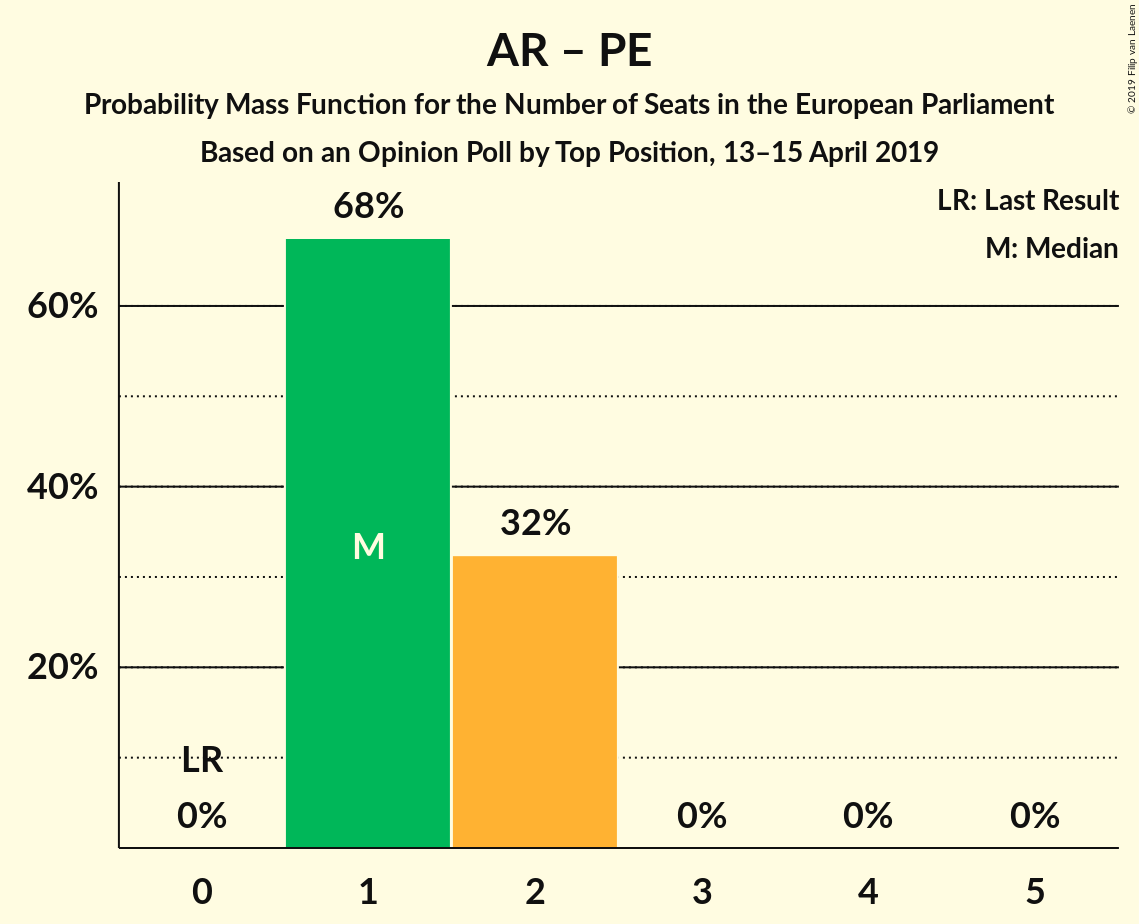 AR – PE
Probability Mass Function for the Number of Seats in the European Parliament
Based on an Opinion Poll by Top Position, 13–15 April 2019
© 2019 Filip van Laenen
LR: Last Result
M: Median
68%
60%
40%
32%
M
20%
LR
0%
0%
0%
0%
0
1
2
3
4
5